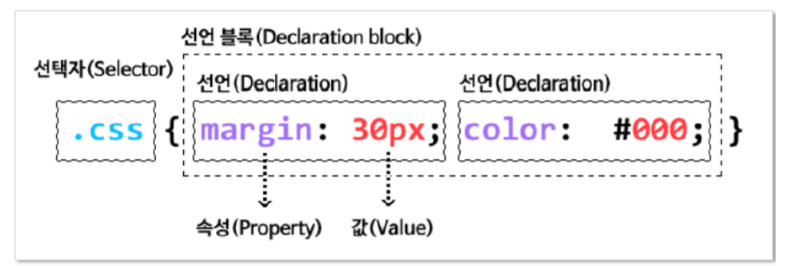 선언 블록(Declaration block)
선택자(Selector)
선언(Declaration) 선언(Declaration)
.css { margin: 30px; color: #000; }
속성(Property) 값(Value)